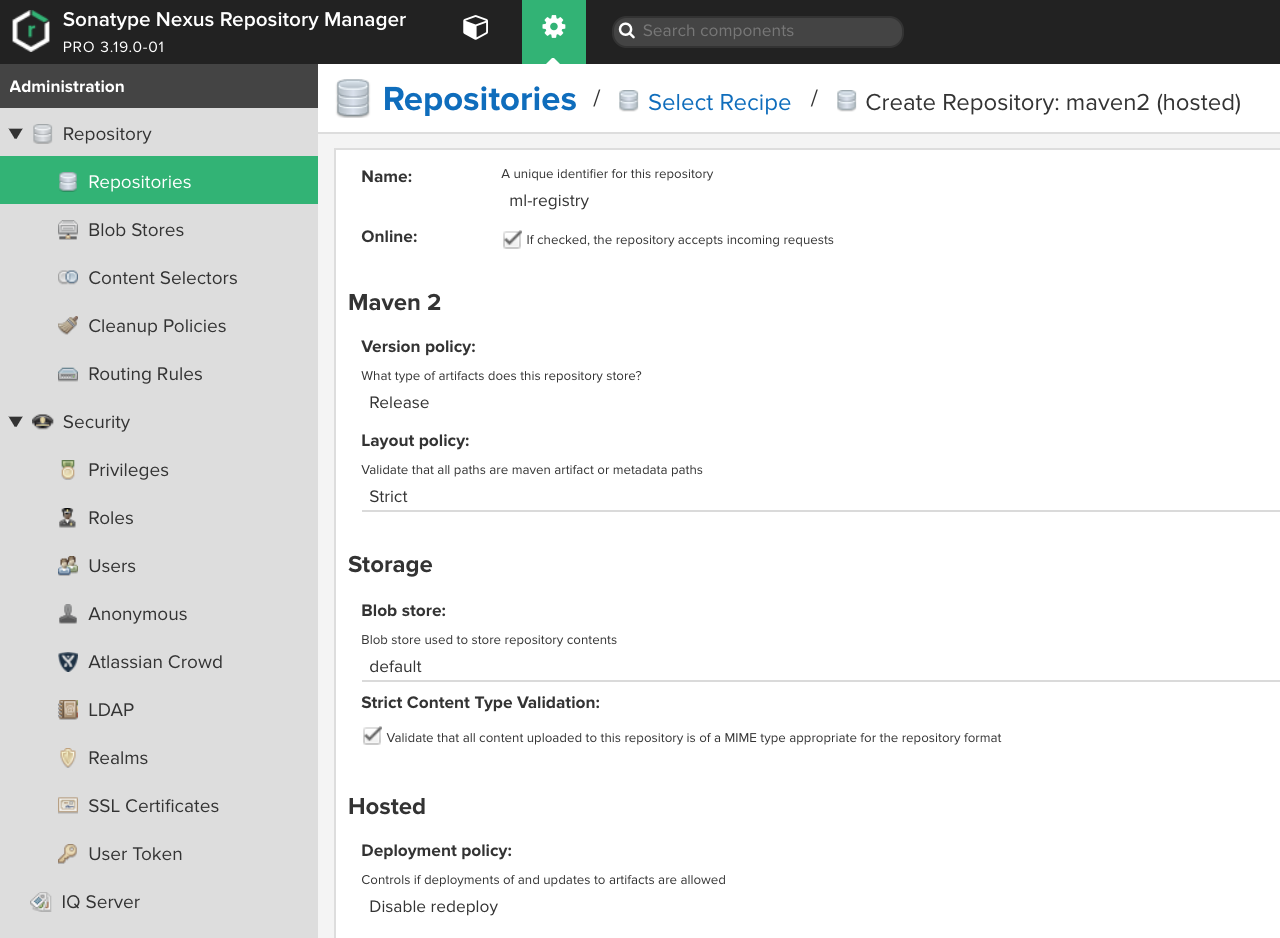 Sonatype Nexus Repository Manager
PRO 3.19.0-01
Search components
Administration
Repository
Repositories
Blob Stores
Content Selectors
Cleanup Policies
Routing Rules
Security
Privileges
Roles
Users
Anonymous
Atlassian Crowd
LDAP
Realms
SSL Certificates
User Token
IQ Server
Repositories / Select Recipe / Create Repository: maven2 (hosted)
Name: A unique identifier for this repository
ml-registry
Online: If checked, the repository accepts incoming requests
Maven 2
Version policy:
What type of artifacts does this repository store?
Release
Layout policy:
Validate that all paths are maven artifact or metadata paths
Strict
Storage
Blob store:
Blob store used to store repository contents
default
Strict Content Type Validation:
Validate that all content uploaded to this repository is of a MIME type appropriate for the repository format
Hosted
Deployment policy:
Controls if deployments of and updates to artifacts are allowed
Disable redeploy